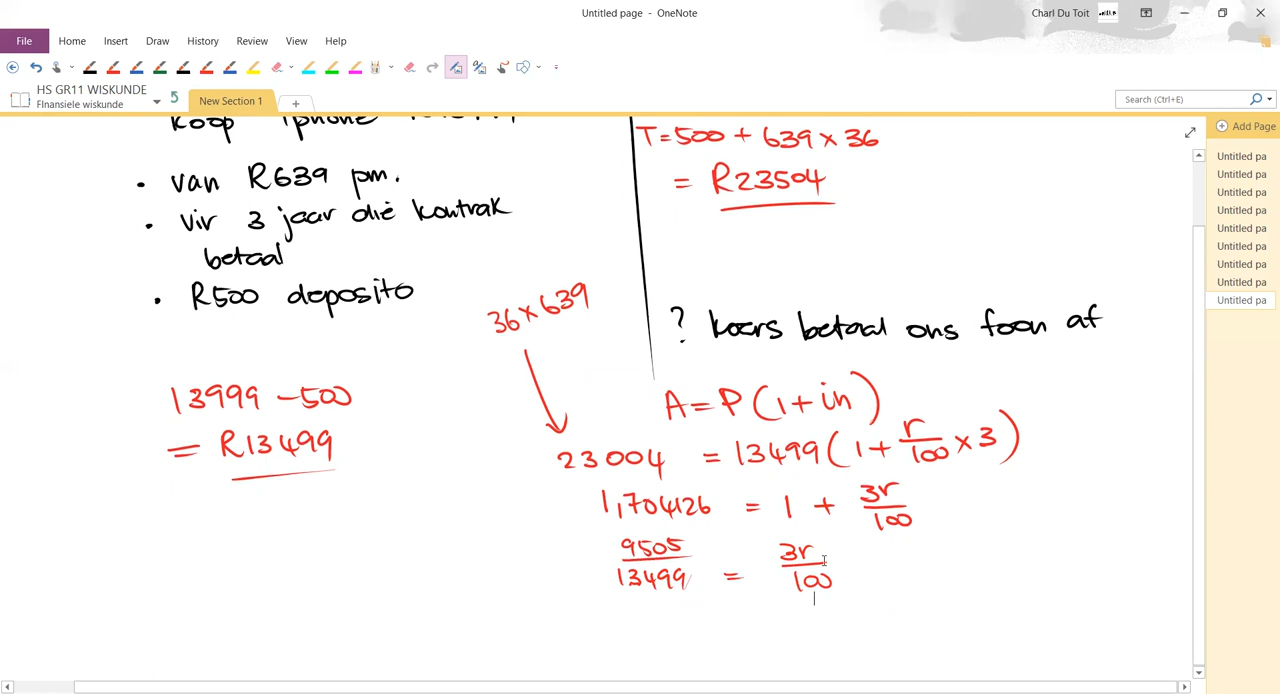 Untitled page - OneNote
Charl Du Toit
File Home Insert Draw History Review View Help
HS GR11 WISKUNDE
FInansiele wiskunde
New Section 1
Search (Ctrl+E)
Add Page
Untitled pa
Untitled pa
Untitled pa
Untitled pa
Untitled pa
Untitled pa
Untitled pa
Untitled pa
Untitled pa
koop iphone
• van R639 pm.
• vir 3 jaar die kontrak
betaal
• R500 deposito
13999 - 500
= R13499
T = 500 + 639 x 36
= R23504
? koers betaal ons foon af
36 x 639
A = P(1 + in)
23004 = 13499(1 + r/100 x 3)
1,704126 = 1 + 3r/100
9505/13499 = 3r/100